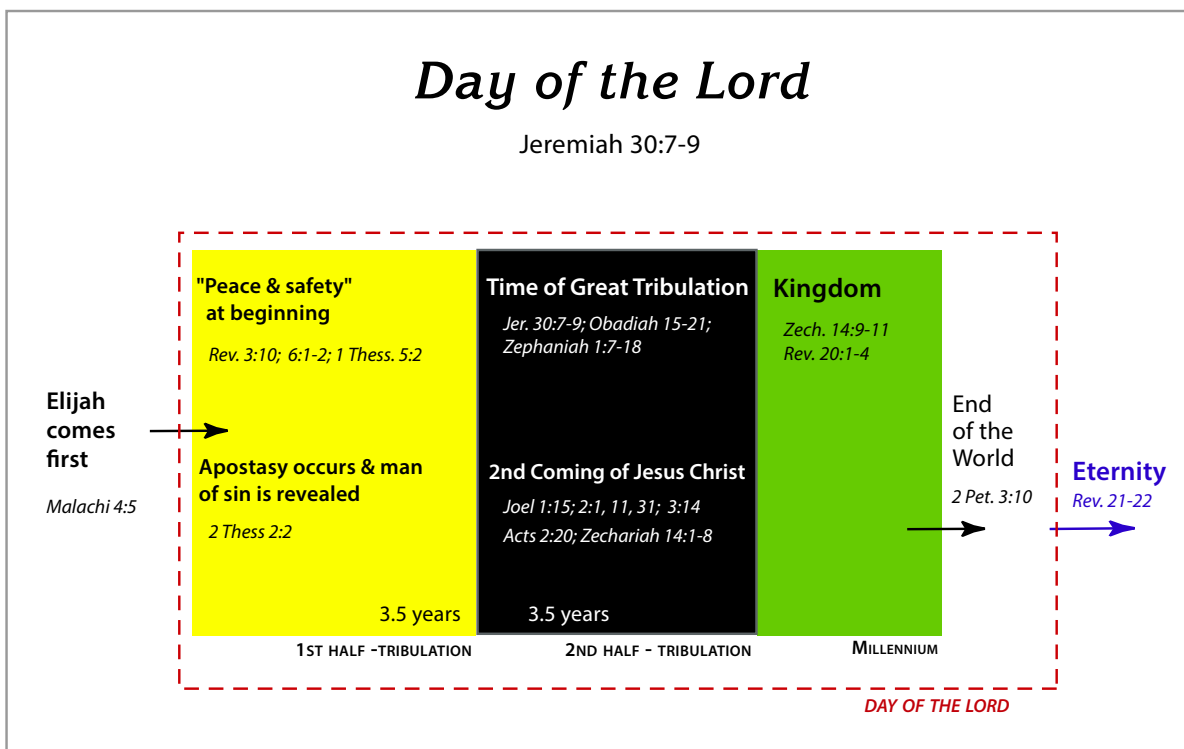 Day of the Lord
Jeremiah 30:7-9
Elijah
comes
first
Malachi 4:5
"Peace & safety"
at beginning
Rev. 3:10; 6:1-2; 1 Thess. 5:2
Apostasy occurs & man
of sin is revealed
2 Thess 2:2
3.5 years
1ST HALF -TRIBULATION
Time of Great Tribulation
Jer. 30:7-9; Obadiah 15-21;
Zephaniah 1:7-18
2nd Coming of Jesus Christ
Joel 1:15; 2:1, 11, 31; 3:14
Acts 2:20; Zechariah 14:1-8
3.5 years
2ND HALF - TRIBULATION
Kingdom
Zech. 14:9-11
Rev. 20:1-4
MILLENNIUM
End
of the
World
2 Pet. 3:10
Eternity
Rev. 21-22
DAY OF THE LORD